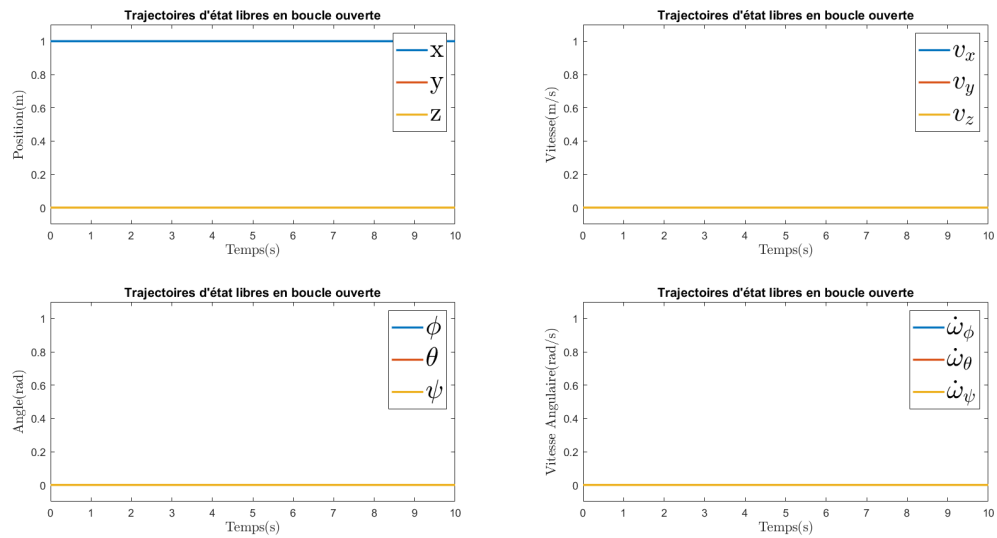 Trajectoires d'état libres en boucle ouverte
Position(m)
1
0.8
0.6
0.4
0.2
0
x
y
z
0 1 2 3 4 5 6 7 8 9 10
Temps(s)
Trajectoires d'état libres en boucle ouverte
Vitesse(m/s)
1
0.8
0.6
0.4
0.2
0
v_x
v_y
v_z
0 1 2 3 4 5 6 7 8 9 10
Temps(s)
Trajectoires d'état libres en boucle ouverte
Angle(rad)
1
0.8
0.6
0.4
0.2
0
ϕ
θ
ψ
0 1 2 3 4 5 6 7 8 9 10
Temps(s)
Trajectoires d'état libres en boucle ouverte
Vitesse Angulaire(rad/s)
1
0.8
0.6
0.4
0.2
0
ω̇_ϕ
ω̇_θ
ω̇_ψ
0 1 2 3 4 5 6 7 8 9 10
Temps(s)